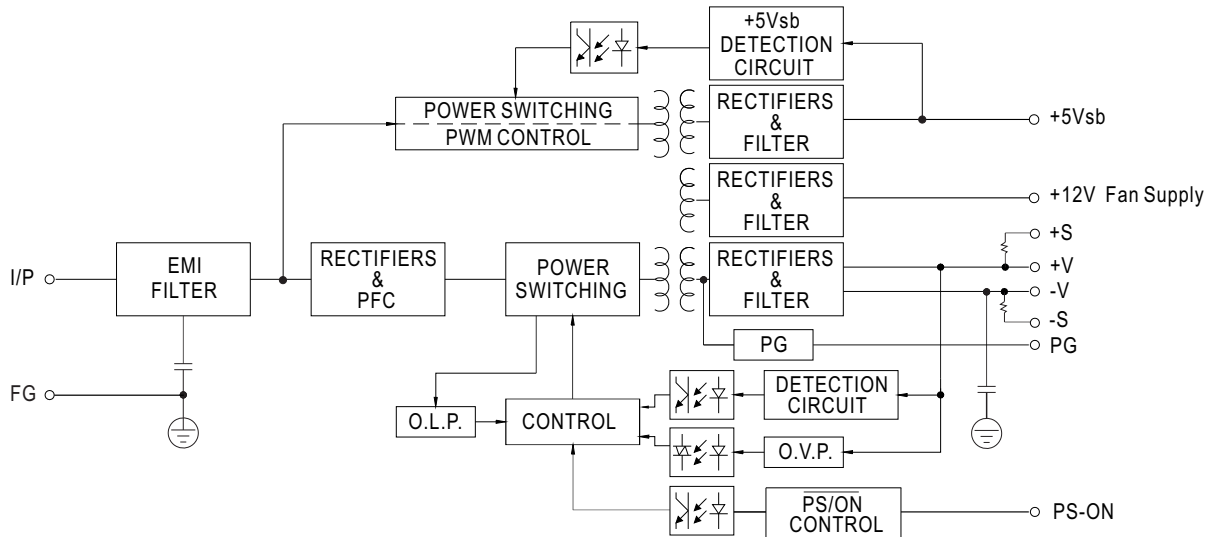 +5Vsb
DETECTION
CIRCUIT
POWER SWITCHING
PWM CONTROL
RECTIFIERS
&
FILTER
+5Vsb
RECTIFIERS
&
FILTER
+12V Fan Supply
I/P
EMI
FILTER
RECTIFIERS
&
PFC
POWER
SWITCHING
RECTIFIERS
&
FILTER
+S
+V
-V
-S
PG
PG
FG
O.L.P.
CONTROL
DETECTION
CIRCUIT
O.V.P.
PS/ON
CONTROL
PS-ON